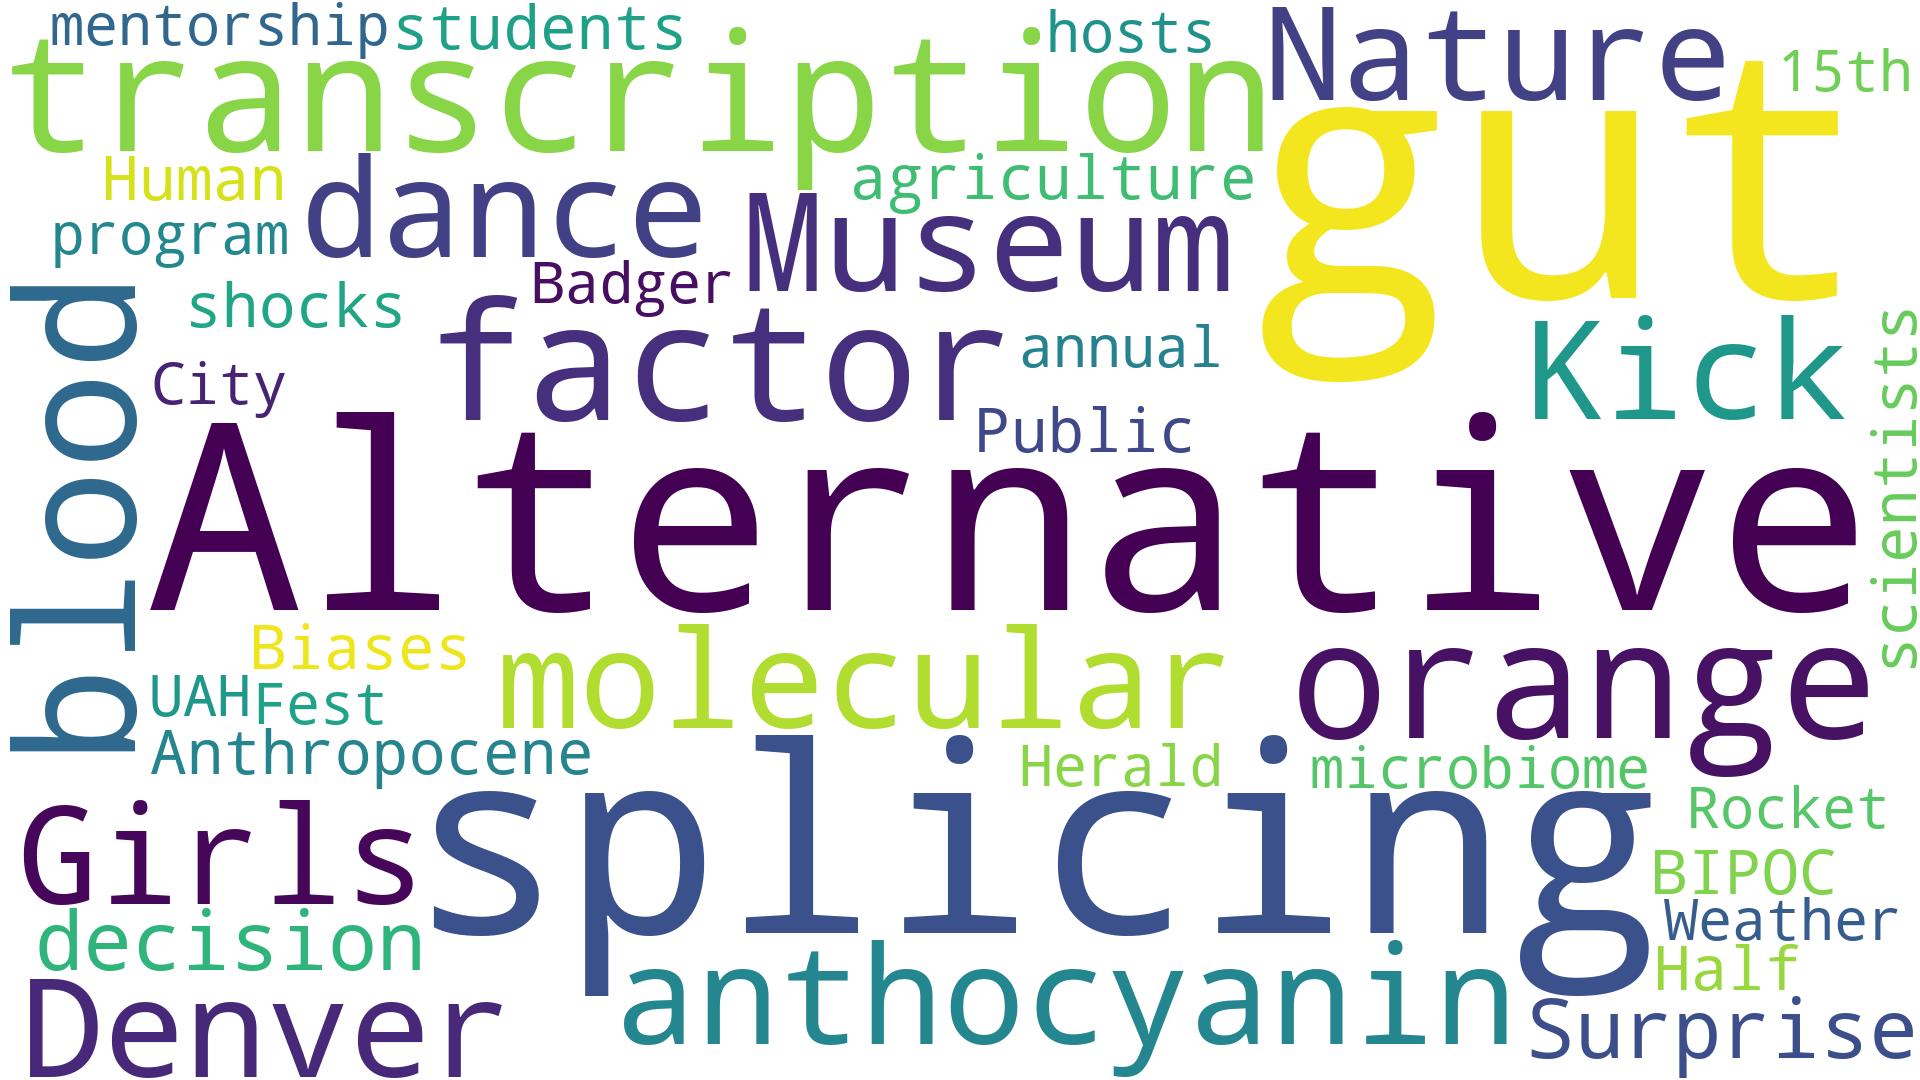 mentorship
students
hosts
Nature
15th
transcription
gut
Human
dance
agriculture
program
Museum
Badger
shocks
factor
annual
Kick
City
Public
blood
Alternative
scientists
Biases
molecular
orange
UAH
Fest
Anthropocene
Herald
microbiome
Girls
splicing
Rocket
BIPOC
decision
Weather
anthocyanin
Half
Denver
Surprise